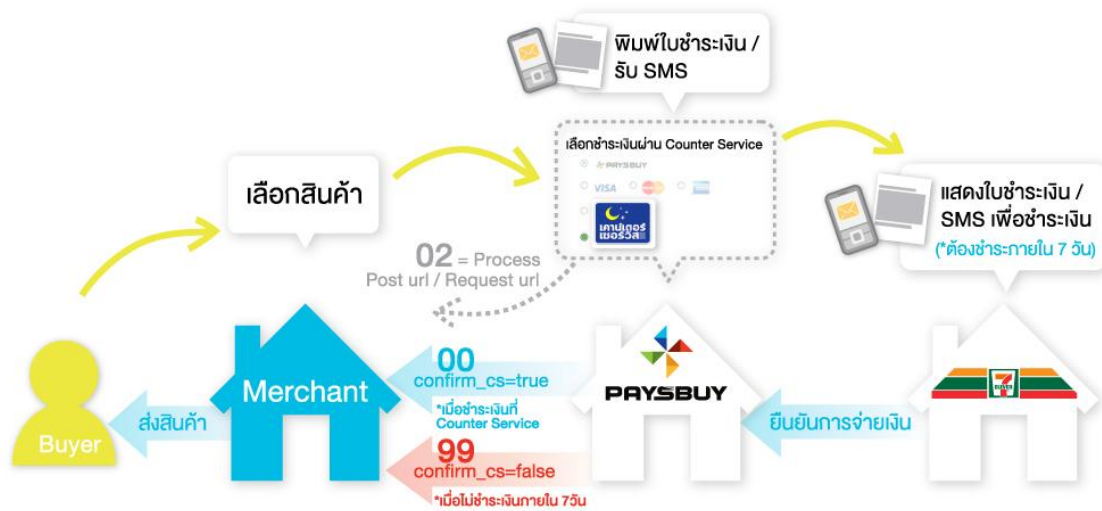 พิมพ์ใบชำระเงิน /
รับ SMS
เลือกชำระเงินผ่าน Counter Service
PAYSBUY
VISA
เคาน์เตอร์
เซอร์วิส
เลือกสินค้า
แสดงใบชำระเงิน /
SMS เพื่อชำระเงิน
(*ต้องชำระภายใน 7 วัน)
02 = Process
Post url / Request url
Buyer
ส่งสินค้า
Merchant
00
confirm_cs=true
*เมื่อชำระเงินที่
Counter Service
99
confirm_cs=false
*เมื่อไม่ชำระเงินภายใน 7วัน
PAYSBUY
ยืนยันการจ่ายเงิน
7 ELEVEN